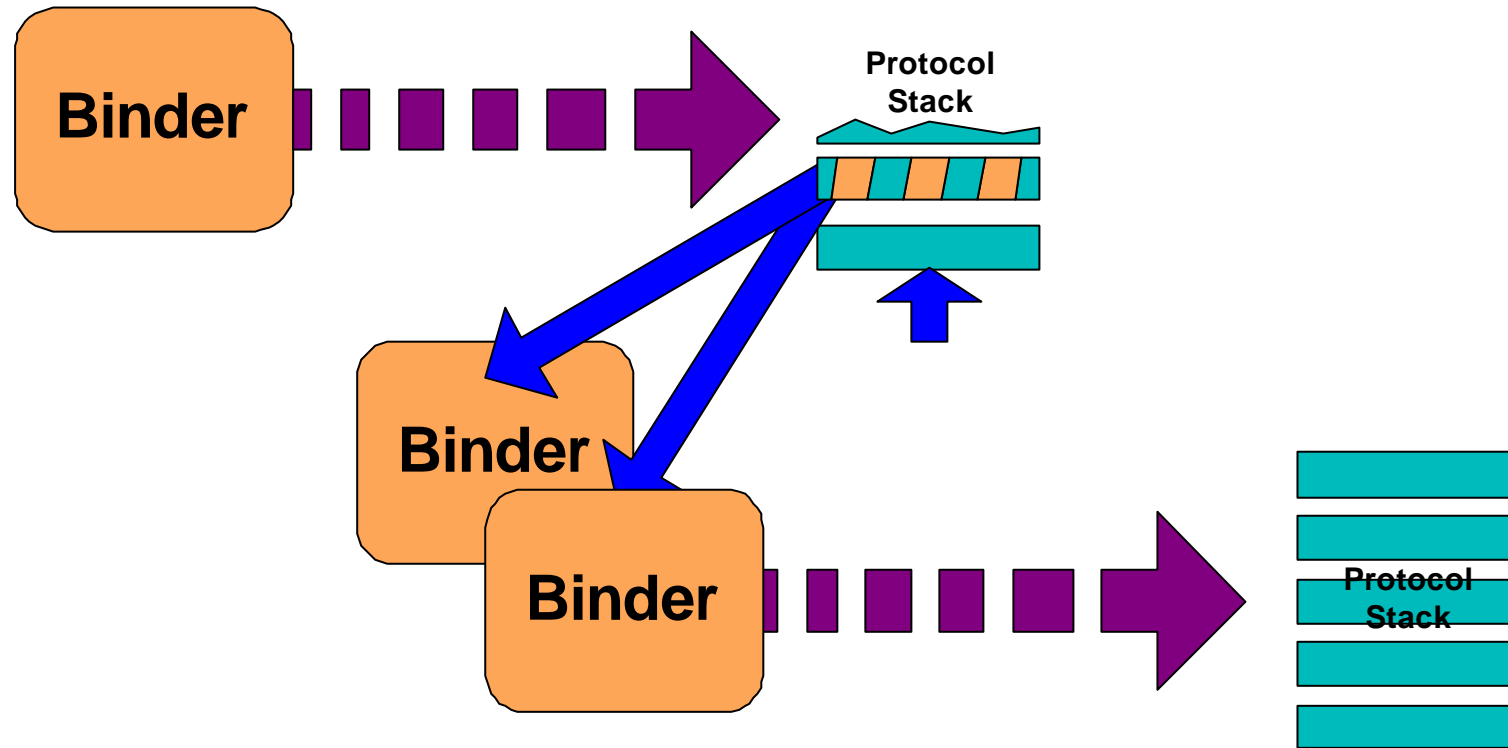 Binder
Protocol
Stack
Binder
Binder
Protocol
Stack